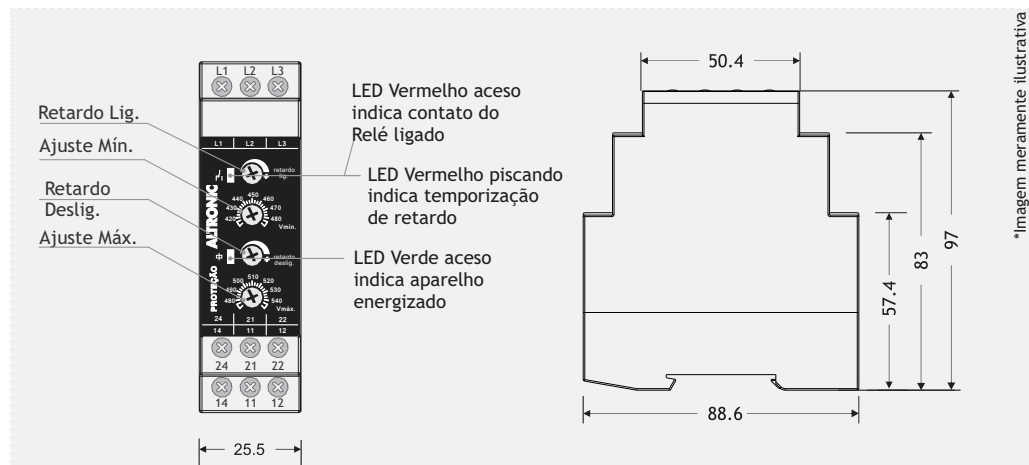 L1 L2 L3
Retardo Lig.
Ajuste Mín.
Retardo
Deslig.
Ajuste Máx.
L1 L2 L3
retardo
lig.
420 430 440 450 460 470 480
Vmín.
retardo
deslig.
480 490 500 510 520 530 540
Vmáx.
PROTEÇÃO ALTRONIC
24 21 22
14 11 12
24 21 22
14 11 12
25.5
LED Vermelho aceso
indica contato do
Relé ligado
LED Vermelho piscando
indica temporização
de retardo
LED Verde aceso
indica aparelho
energizado
50.4
57.4
83
97
88.6
*Imagem meramente ilustrativa